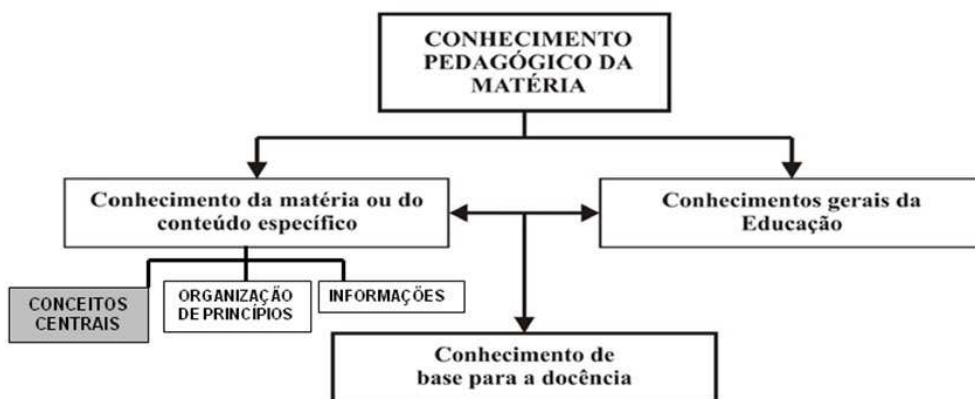 CONHECIMENTO
PEDAGÓGICO DA
MATÉRIA
Conhecimento da matéria ou do
conteúdo específico
Conhecimentos gerais da
Educação
CONCEITOS
CENTRAIS
ORGANIZAÇÃO
DE PRINCÍPIOS
INFORMAÇÕES
Conhecimento de
base para a docência